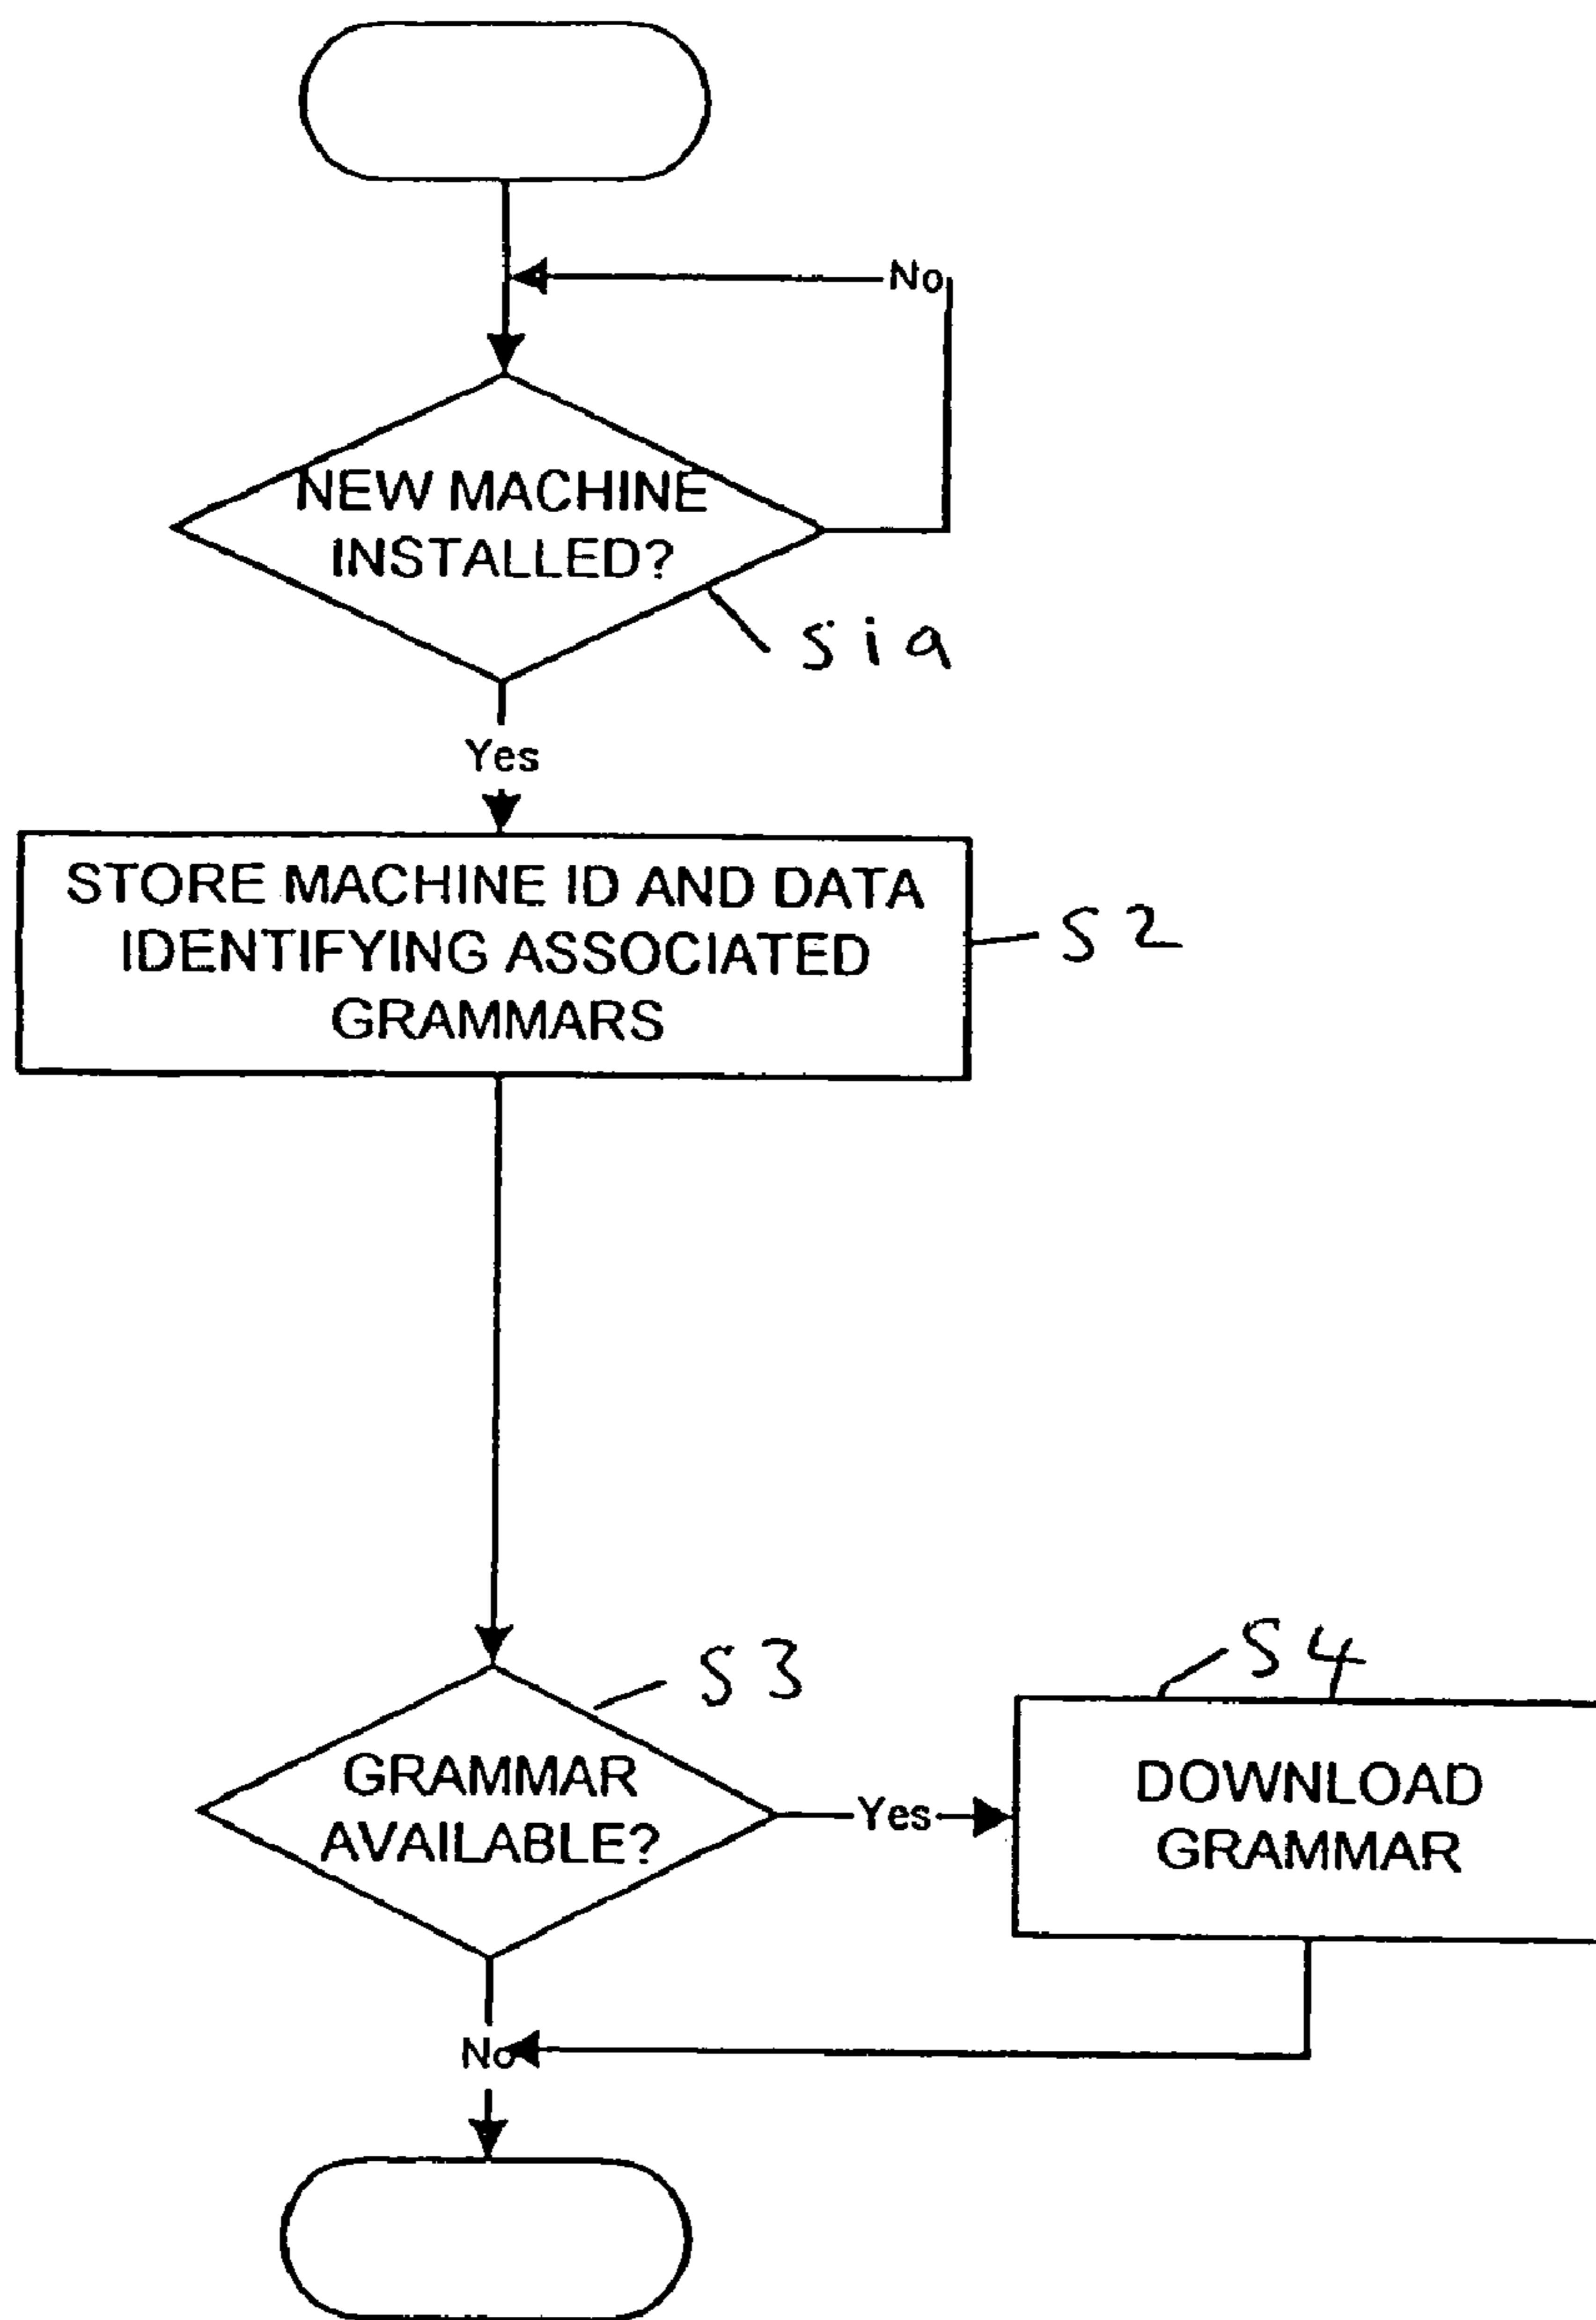 No
NEW MACHINE
INSTALLED?
S1a
Yes
STORE MACHINE ID AND DATA
IDENTIFYING ASSOCIATED
GRAMMARS
S2
S3
S4
GRAMMAR
AVAILABLE?
Yes
DOWNLOAD
GRAMMAR
No